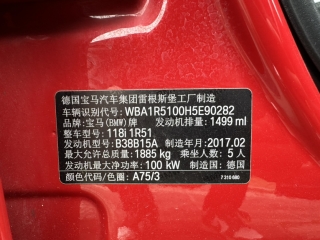 德国宝马汽车集团雷根斯堡工厂制造
车辆识别代号: WBA1R5100H5E90282
品牌: 宝马(BMW)牌 发动机排量: 1499 ml
整车型号: 118i 1R51
发动机型号: B38B15A 制造年月: 2017.02
最大允许总质量: 1885 kg 乘坐人数: 5 人
发动机最大净功率: 100 kW 制造国: 德国
颜色代码/色圈: A75/3 7 310 680